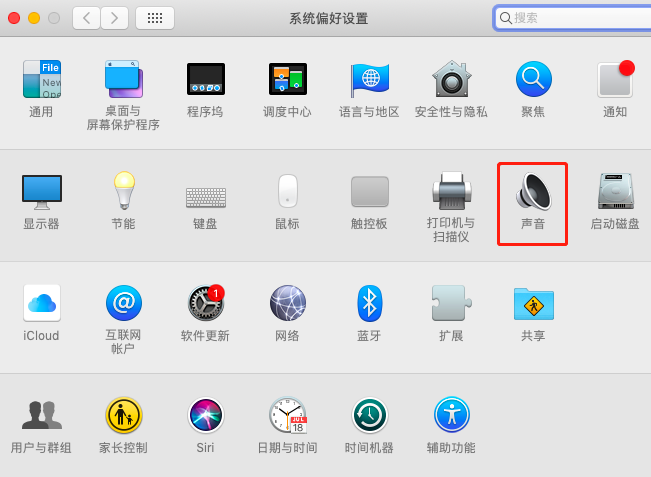 系统偏好设置
搜索
File
New
Ope
通用
桌面与
屏幕保护程序
程序坞
调度中心
语言与地区
安全性与隐私
聚焦
通知
显示器
节能
键盘
鼠标
触控板
打印机与
扫描仪
声音
启动磁盘
iCloud
@
互联网
帐户
1
软件更新
网络
蓝牙
扩展
共享
用户与群组
家长控制
Siri
JUL
18
日期与时间
时间机器
辅助功能